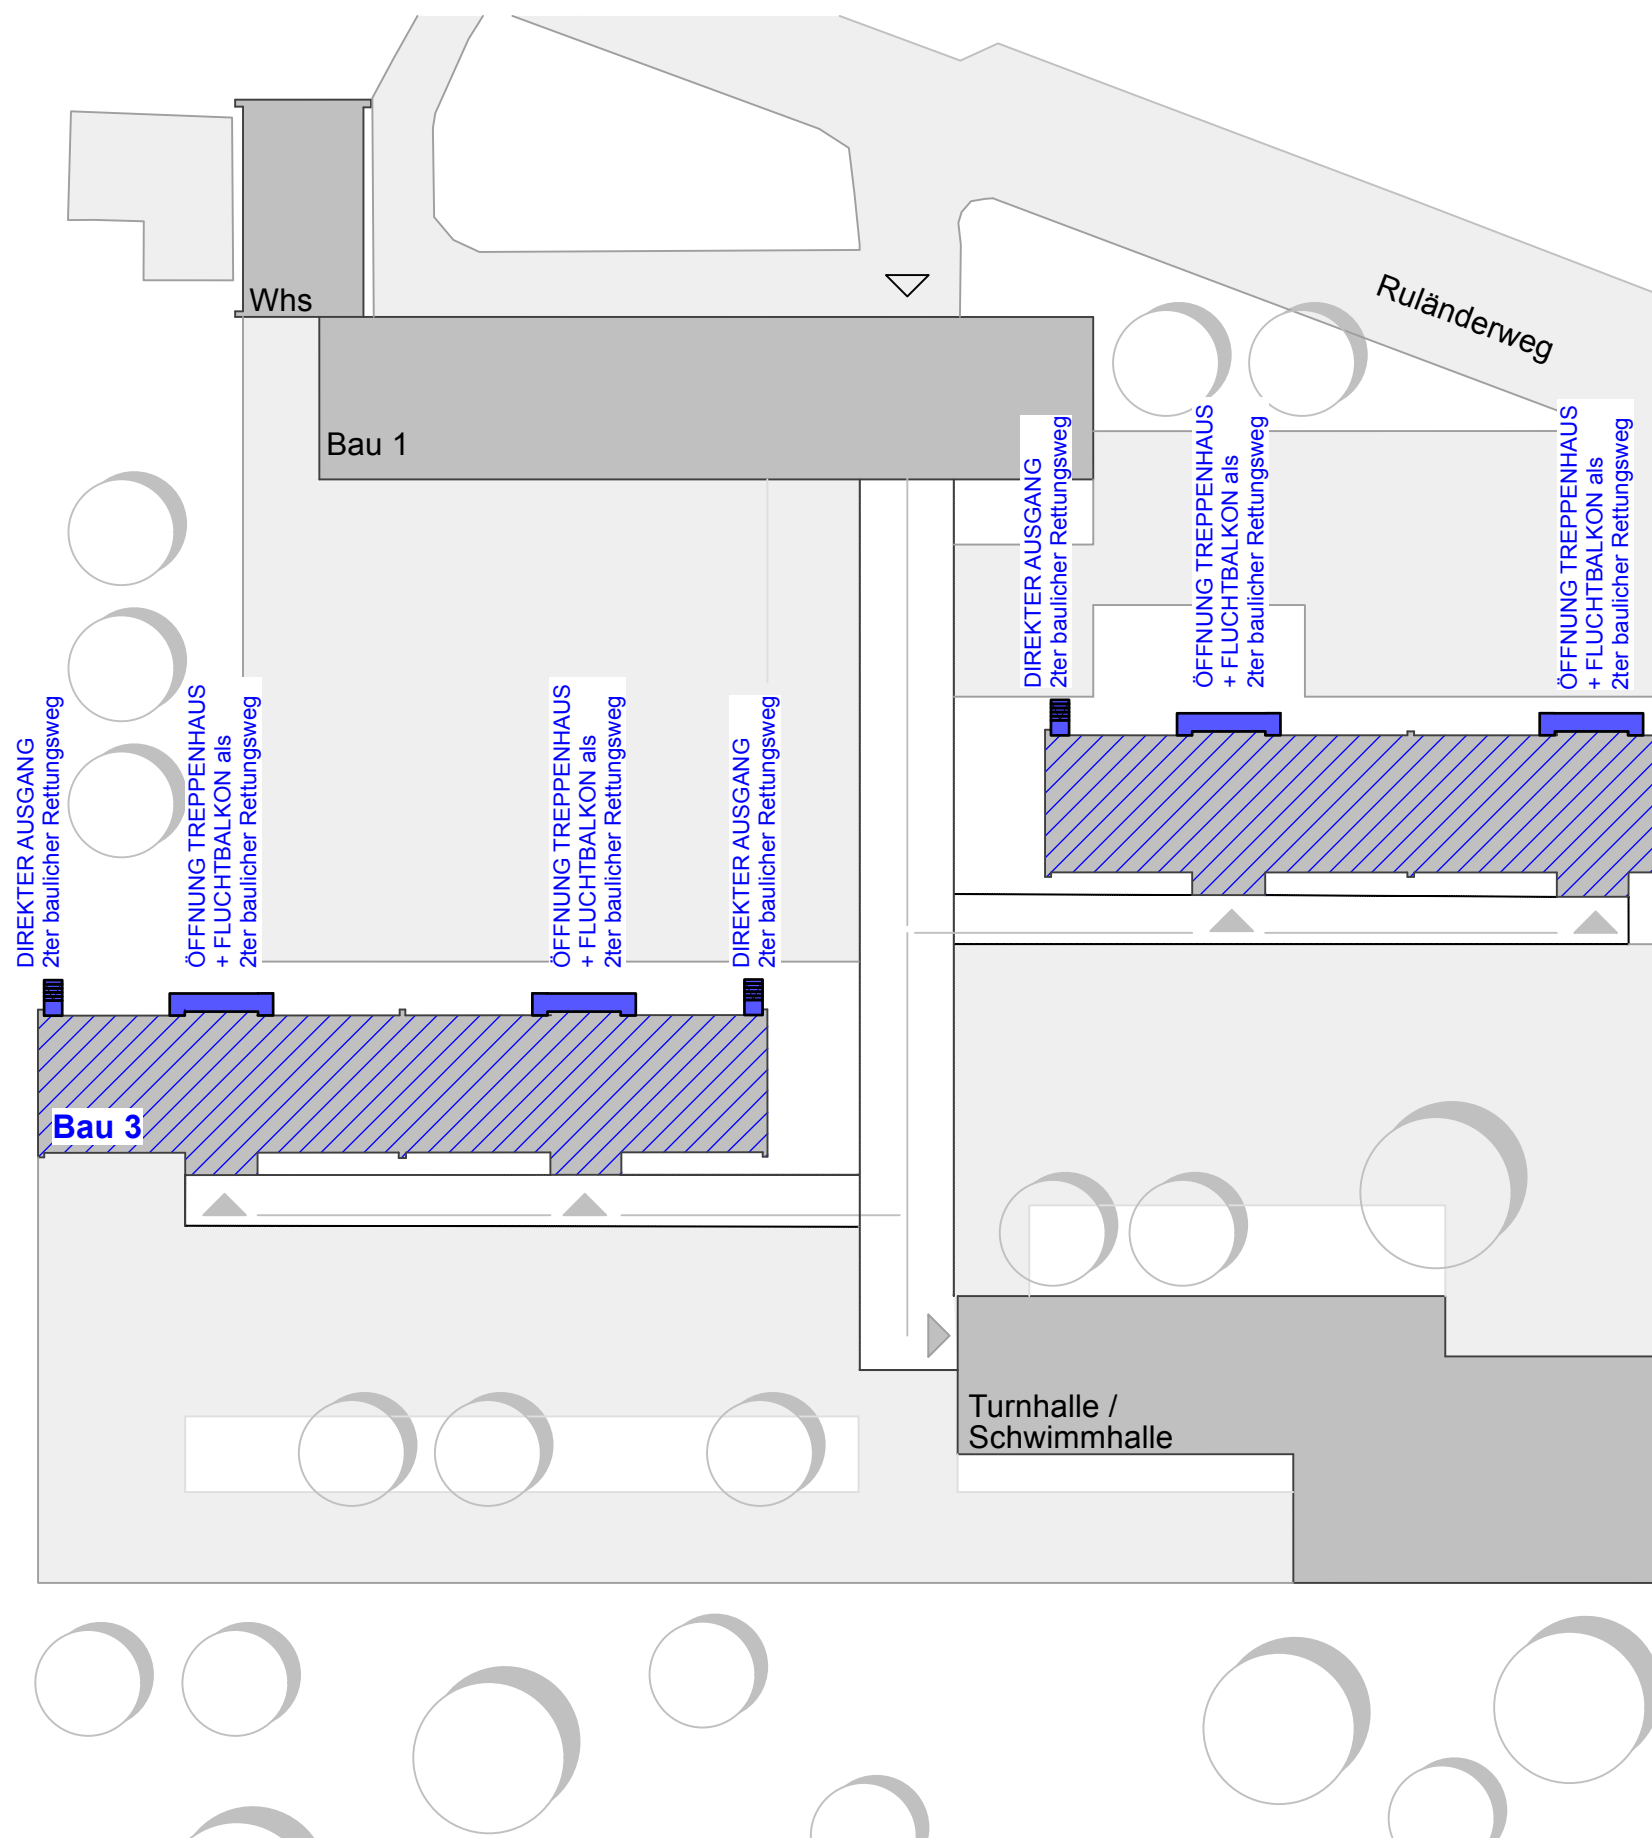 Whs
Ruländerweg
Bau 1
DIREKTER AUSGANG
2ter baulicher Rettungsweg
ÖFFNUNG TREPPENHAUS
+ FLUCHTBALKON als
2ter baulicher Rettungsweg
ÖFFNUNG TREPPENHAUS
+ FLUCHTBALKON als
2ter baulicher Rettungsweg
DIREKTER AUSGANG
2ter baulicher Rettungsweg
ÖFFNUNG TREPPENHAUS
+ FLUCHTBALKON als
2ter baulicher Rettungsweg
ÖFFNUNG TREPPENHAUS
+ FLUCHTBALKON als
2ter baulicher Rettungsweg
DIREKTER AUSGANG
2ter baulicher Rettungsweg
Bau 3
Turnhalle /
Schwimmhalle